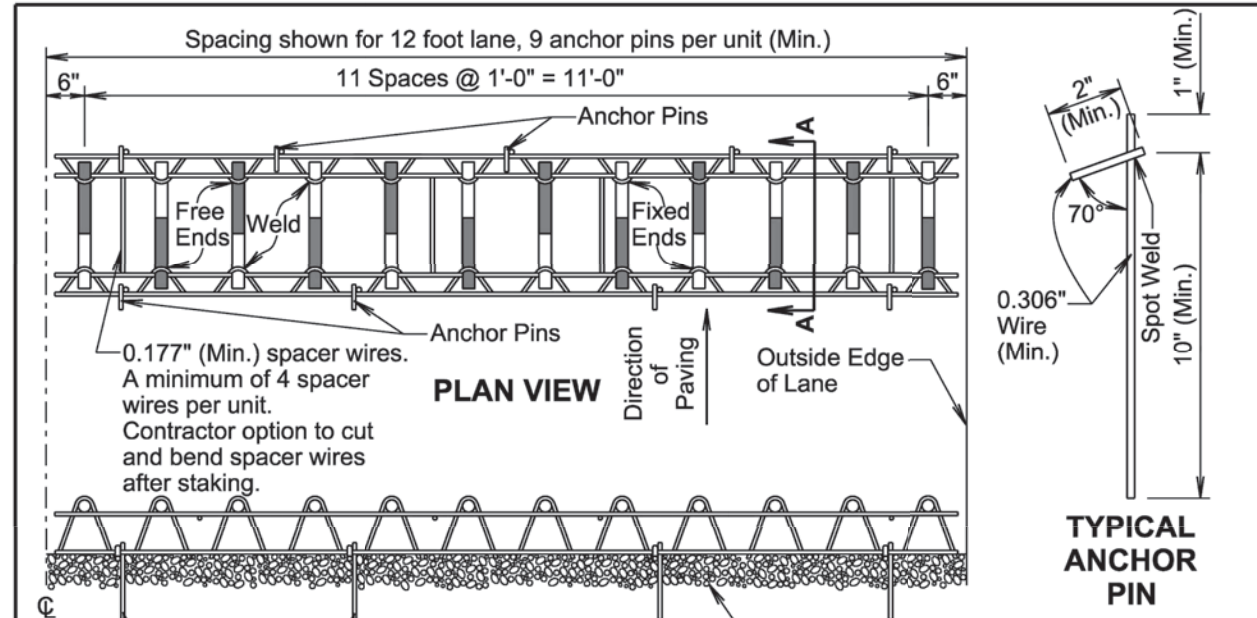 Spacing shown for 12 foot lane, 9 anchor pins per unit (Min.)
6"
11 Spaces @ 1'-0" = 11'-0"
6"
Anchor Pins
A
Free
Ends
Weld
Fixed
Ends
A
Anchor Pins
0.177" (Min.) spacer wires.
A minimum of 4 spacer
wires per unit.
Contractor option to cut
and bend spacer wires
after staking.
PLAN VIEW
Direction
of
Paving
Outside Edge
of Lane
℄
2"
(Min.)
1" (Min.)
70°
0.306"
Wire
(Min.)
Spot Weld
10" (Min.)
TYPICAL
ANCHOR
PIN